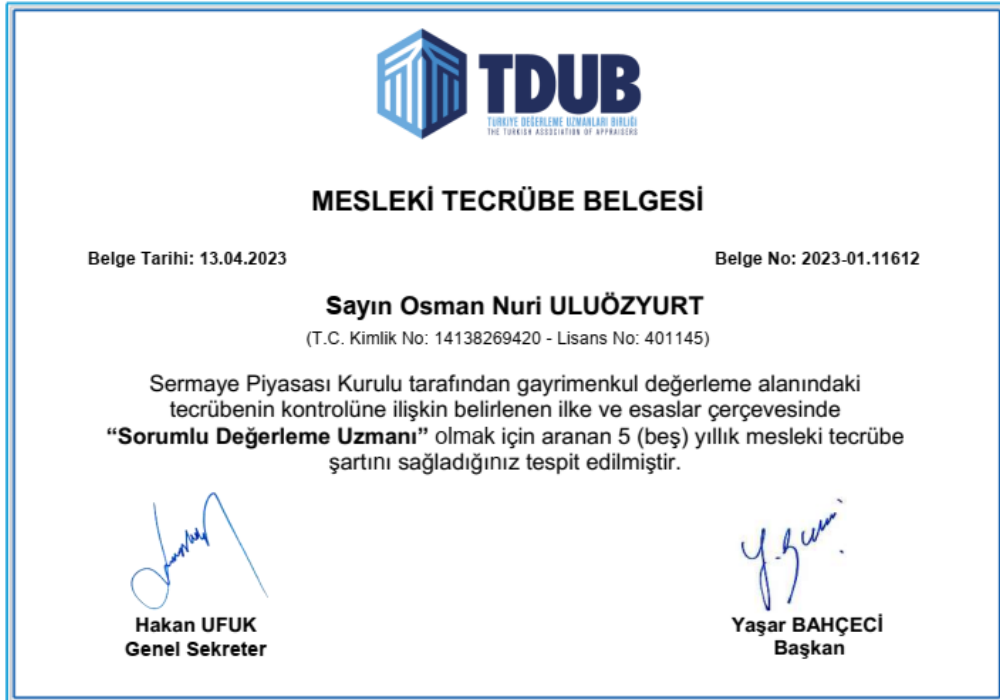 TDUB
TÜRKİYE DEĞERLEME UZMANLARI BİRLİĞİ
THE TURKISH ASSOCIATION OF APPRAISERS
MESLEKİ TECRÜBE BELGESİ
Belge Tarihi: 13.04.2023 Belge No: 2023-01.11612
Sayın Osman Nuri ULUÖZYURT
(T.C. Kimlik No: 14138269420 - Lisans No: 401145)
Sermaye Piyasası Kurulu tarafından gayrimenkul değerleme alanındaki
tecrübenin kontrolüne ilişkin belirlenen ilke ve esaslar çerçevesinde
“Sorumlu Değerleme Uzmanı” olmak için aranan 5 (beş) yıllık mesleki tecrübe
şartını sağladığınız tespit edilmiştir.
Hakan UFUK
Genel Sekreter
Yaşar BAHÇECİ
Başkan